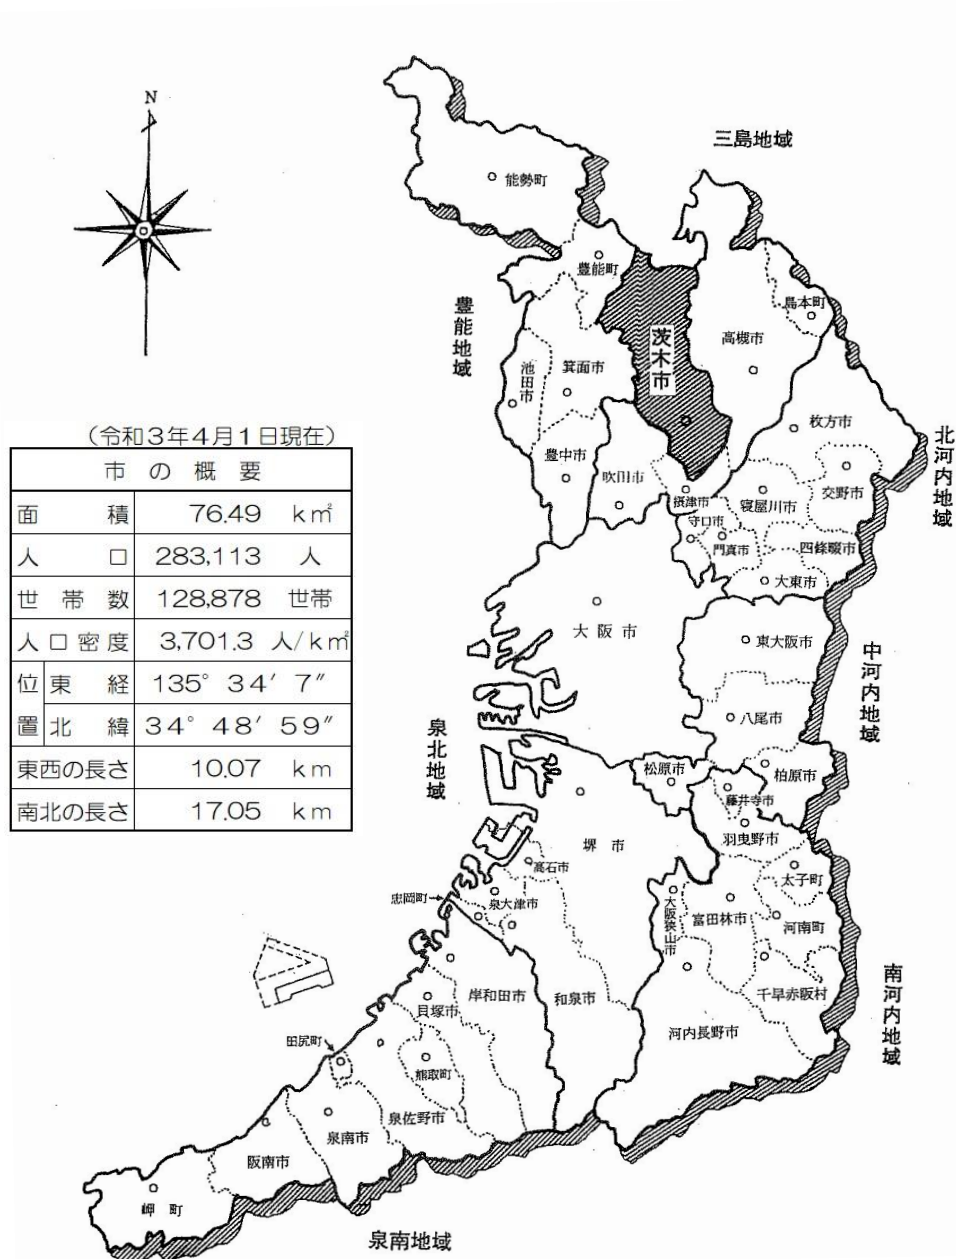 N
三島地域
能勢町
豊能町
島本町
豊能地域
茨木市
高槻市
池田市
箕面市
枚方市
北河内地域
豊中市
吹田市
摂津市
寝屋川市
交野市
守口市
門真市
四條畷市
大東市
大阪市
東大阪市
中河内地域
八尾市
泉北地域
松原市
柏原市
藤井寺市
羽曳野市
堺市
高石市
太子町
忠岡町
泉大津市
大阪狭山市
富田林市
河南町
岸和田市
和泉市
千早赤阪村
南河内地域
貝塚市
河内長野市
田尻町
熊取町
泉佐野市
泉南市
阪南市
岬町
泉南地域
（令和3年4月1日現在）
市の概要
面積 76.49 km²
人口 283,113 人
世帯数 128,878 世帯
人口密度 3,701.3 人/km²
位置 東経 135° 34′ 7″
北緯 34° 48′ 59″
東西の長さ 10.07 km
南北の長さ 17.05 km